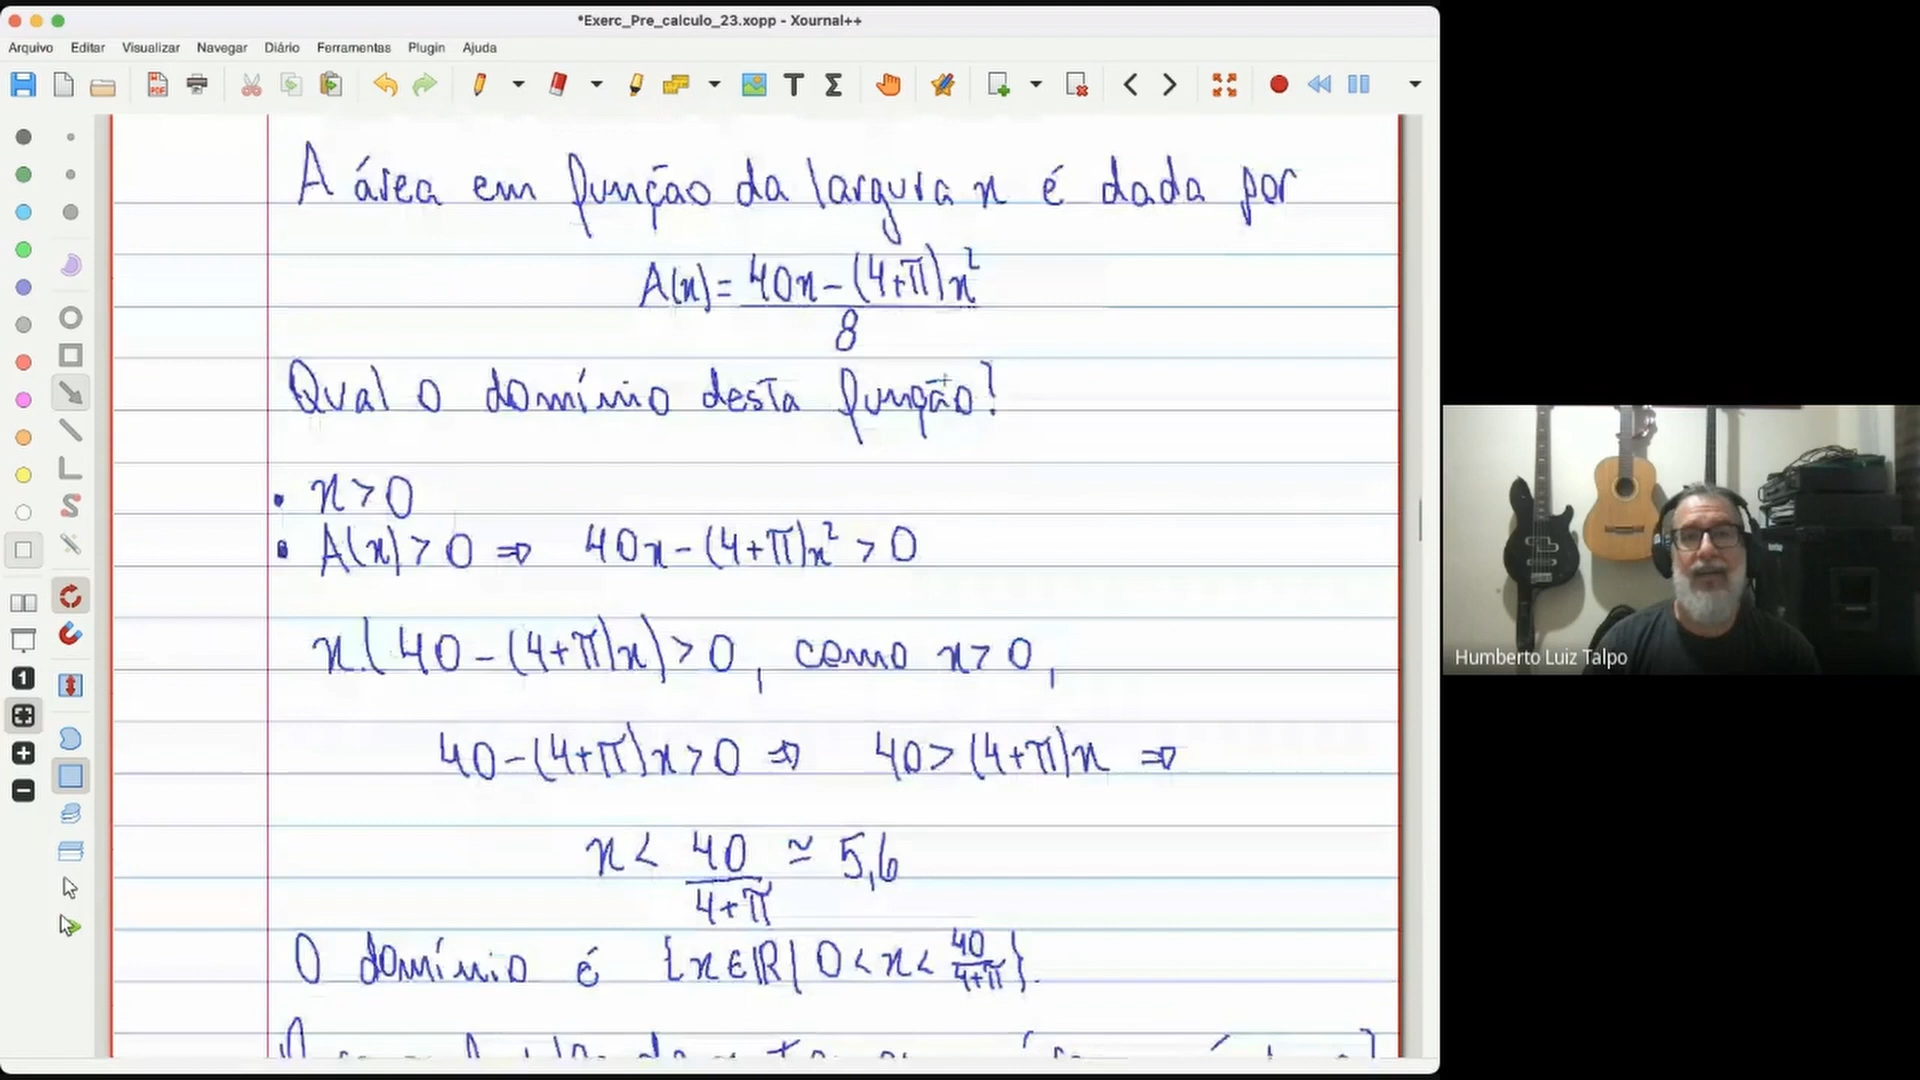 *Exerc_Pre_calculo_23.xopp - Xournal++
Arquivo Editar Visualizar Navegar Diário Ferramentas Plugin Ajuda
A área em função da largura x é dada por
A(x) = 40x - (4+π)x²
8
Qual o domínio desta função?
• x > 0
• A(x) > 0 ⇒ 40x - (4+π)x² > 0
x.(40 - (4+π)x) > 0, como x > 0,
40 - (4+π)x > 0 ⇒ 40 > (4+π)x ⇒
x < 40/(4+π) ≃ 5,6
O domínio é {x ∈ ℝ | 0 < x < 40/(4+π)}.
Humberto Luiz Talpo